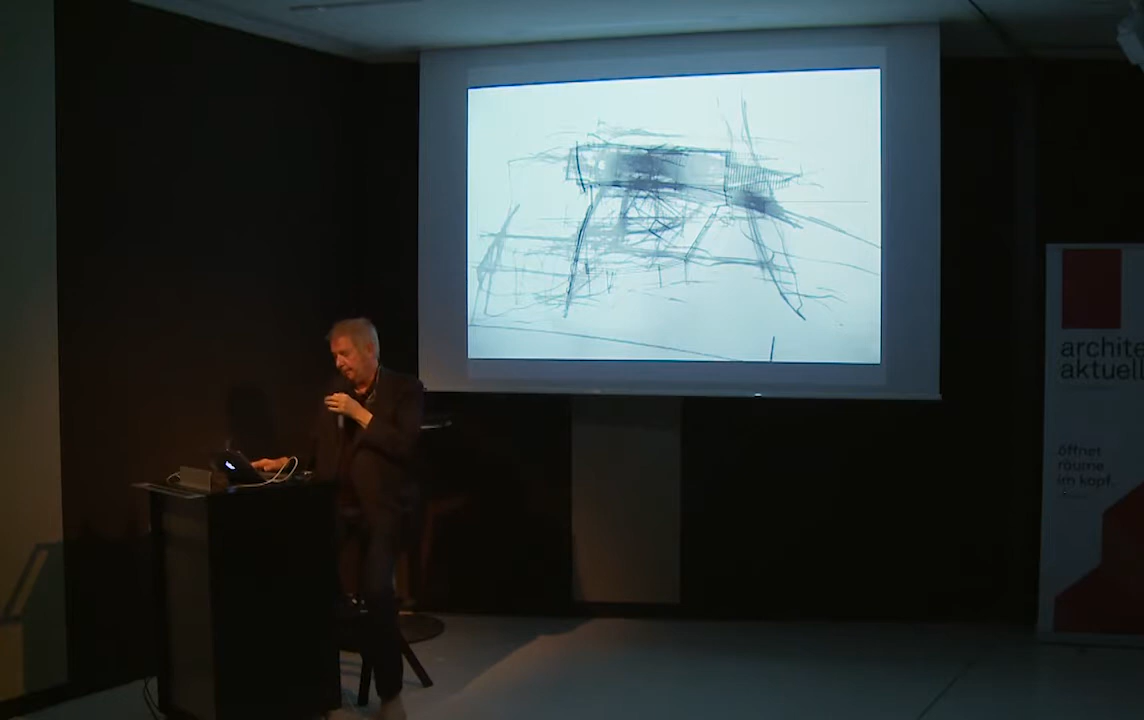 archite
aktuell
öffnet
räume
im kopf.